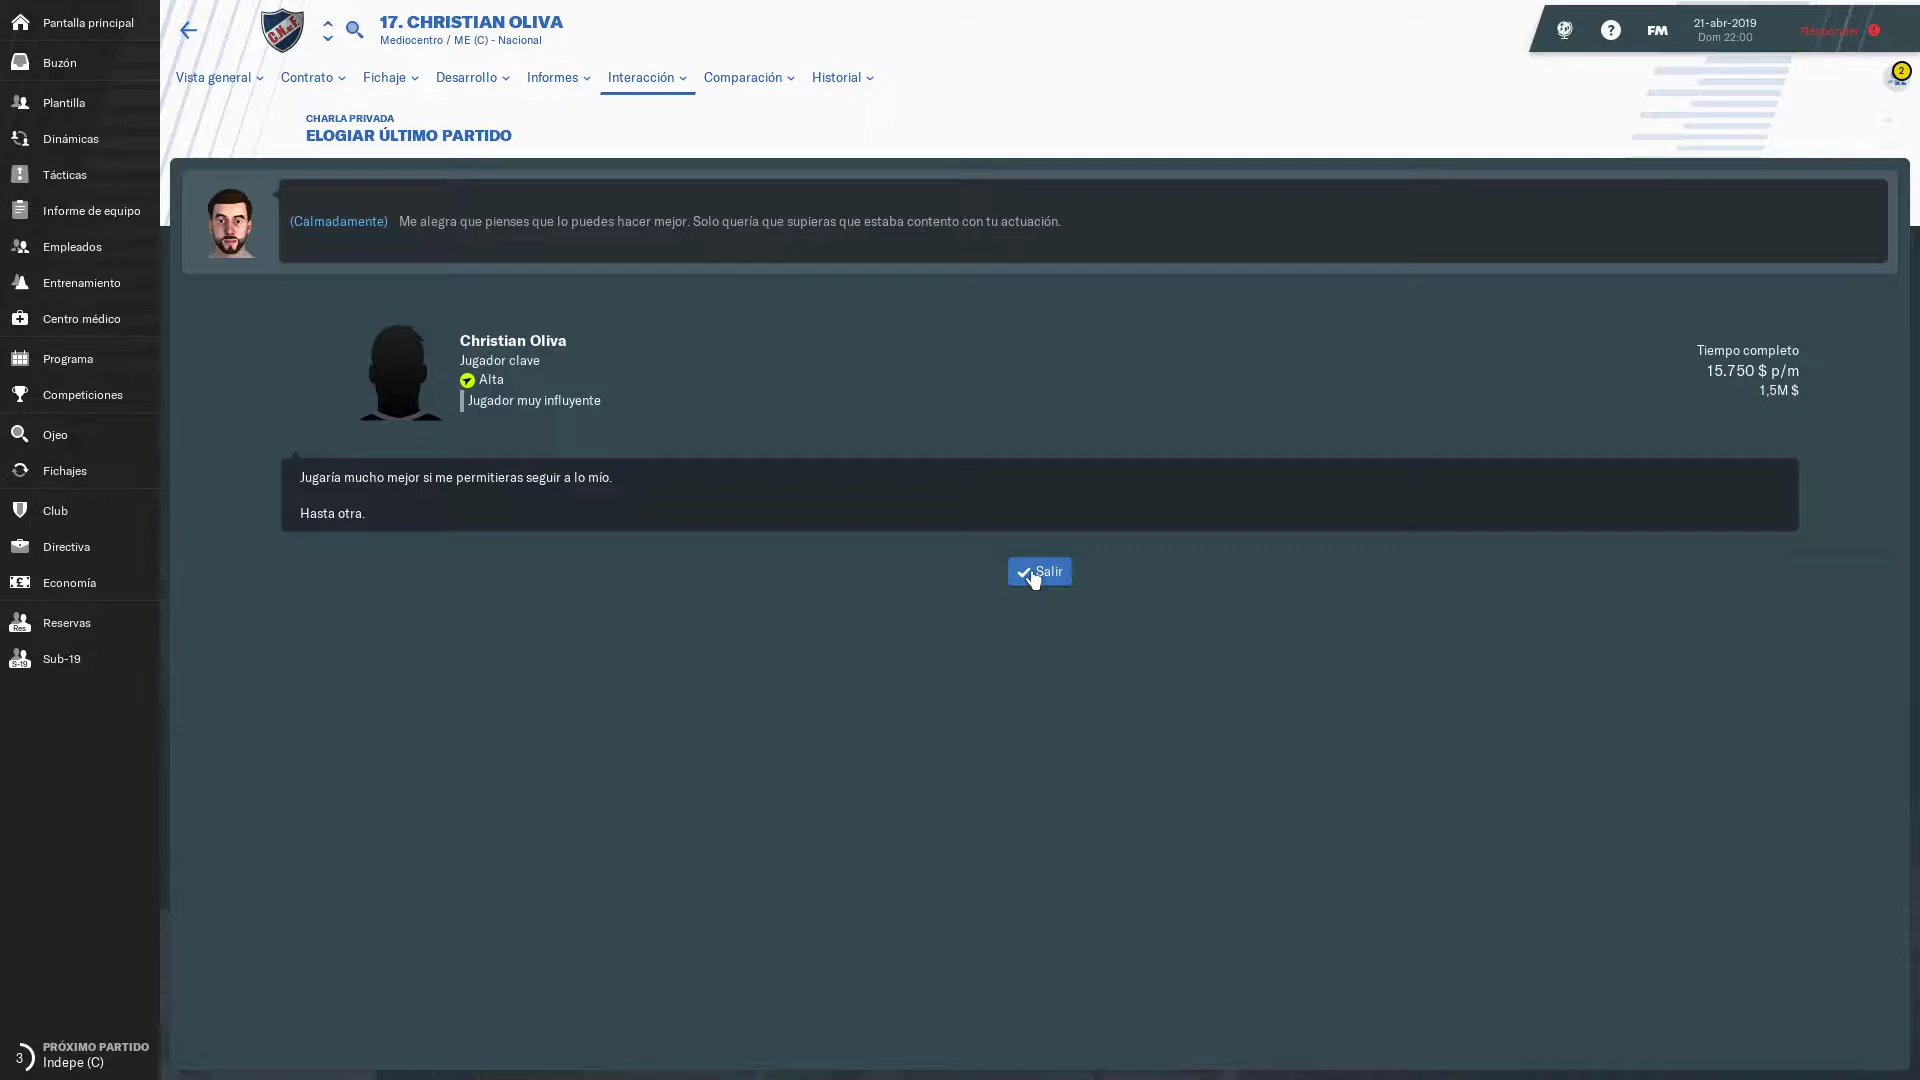 Pantalla principal
Buzón
Plantilla
Dinámicas
Tácticas
Informe de equipo
Empleados
Entrenamiento
Centro médico
Programa
Competiciones
Ojeo
Fichajes
Club
Directiva
Economía
Res
Reservas
S-19
Sub-19
3
PRÓXIMO PARTIDO
Indepe (C)
C.N.F.
17. CHRISTIAN OLIVA
Mediocentro / ME (C) - Nacional
?
FM
21-abr-2019
Dom 22:00
Responder
2
Vista general
Contrato
Fichaje
Desarrollo
Informes
Interacción
Comparación
Historial
CHARLA PRIVADA
ELOGIAR ÚLTIMO PARTIDO
(Calmadamente) Me alegra que pienses que lo puedes hacer mejor. Solo quería que supieras que estaba contento con tu actuación.
Christian Oliva
Jugador clave
Alta
Jugador muy influyente
Tiempo completo
15.750 $ p/m
1,5M $
Jugaría mucho mejor si me permitieras seguir a lo mío.
Hasta otra.
Salir